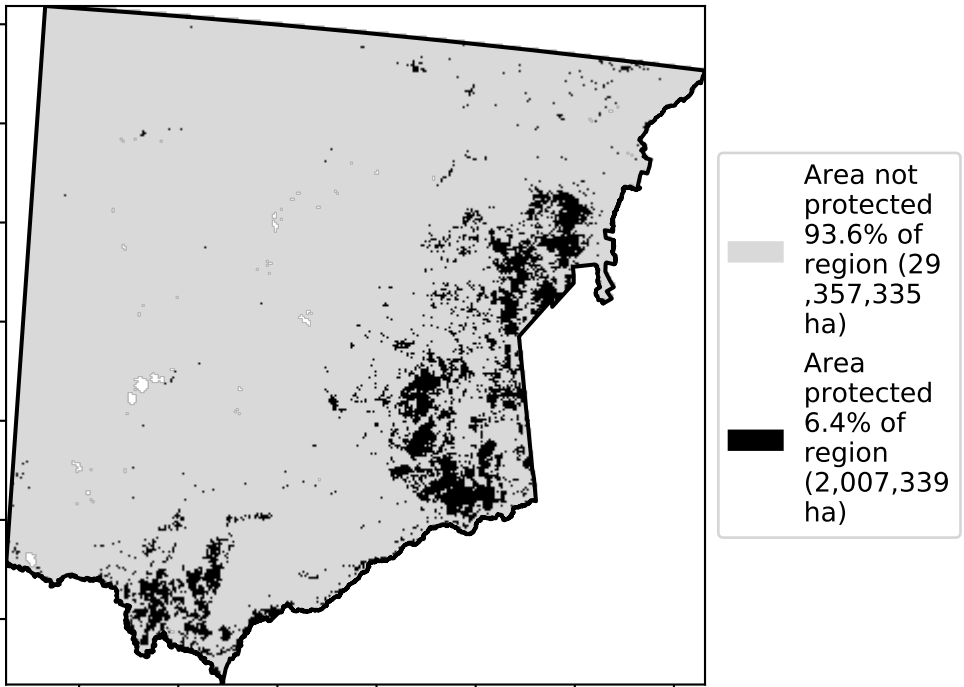 Area not
protected
93.6% of
region (29
,357,335
ha)
Area
protected
6.4% of
region
(2,007,339
ha)